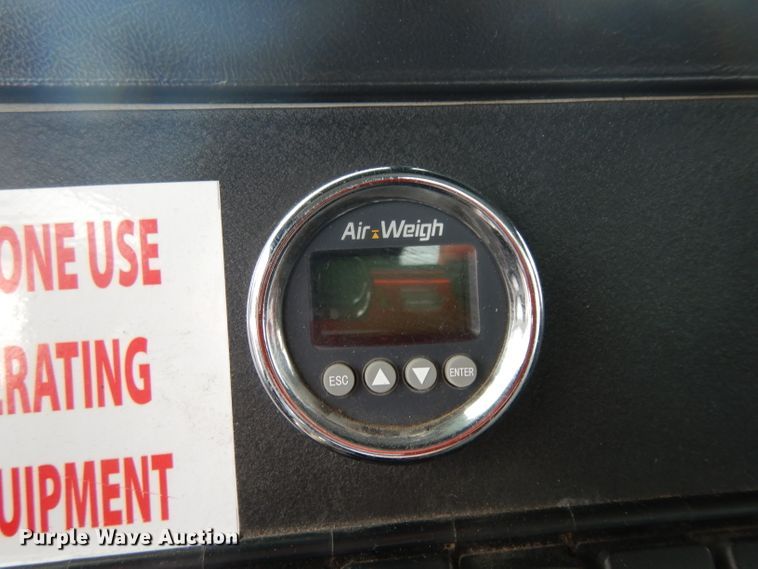 ONE USE
RATING
UIPMENT
Air-Weigh
ESC
ENTER
Purple Wave Auction